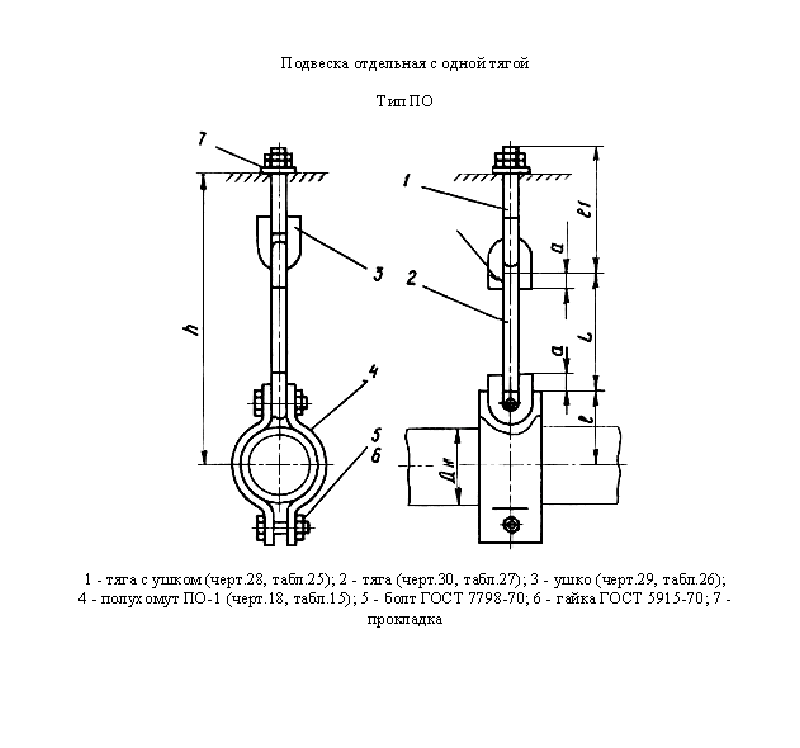 Подвеска отдельная с одной тягой
Тип ПО
7
1
l1
a
3
2
h
L
a
4
l
5
6
Дн
1 - тяга с ушком (черт.28, табл.25); 2 - тяга (черт.30, табл.27); 3 - ушко (черт.29, табл.26);
4 - полухомут ПО-1 (черт.18, табл.15); 5 - болт ГОСТ 7798-70; 6 - гайка ГОСТ 5915-70; 7 -
прокладка